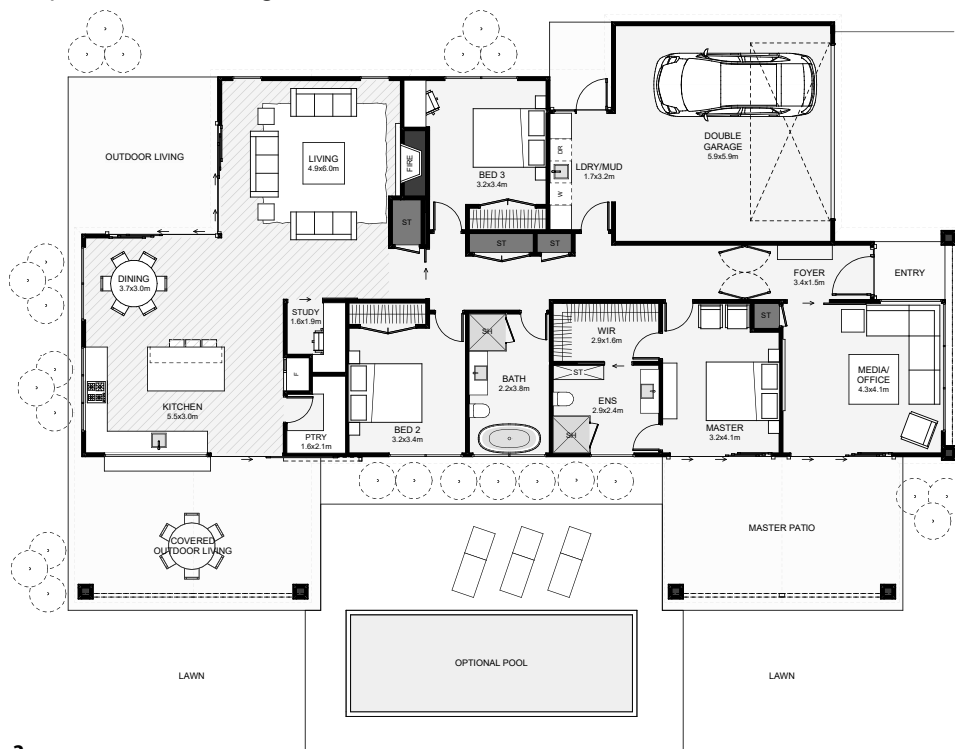 DOUBLE
GARAGE
5.9x5.9m
OUTDOOR LIVING
LIVING
4.9x6.0m
FIRE
BED 3
3.2x3.4m
DR
LDRY/MUD
1.7x3.2m
W
ST
ST
ST
DINING
3.7x3.0m
FOYER
3.4x1.5m
ENTRY
STUDY
1.6x1.9m
SH
WIR
2.9x1.6m
ST
F
BATH
2.2x3.8m
ST
ENS
2.9x2.4m
MEDIA/
OFFICE
4.3x4.1m
KITCHEN
5.5x3.0m
PTRY
1.6x2.1m
BED 2
3.2x3.4m
SH
MASTER
3.2x4.1m
COVERED
OUTDOOR LIVING
MASTER PATIO
OPTIONAL POOL
LAWN
LAWN